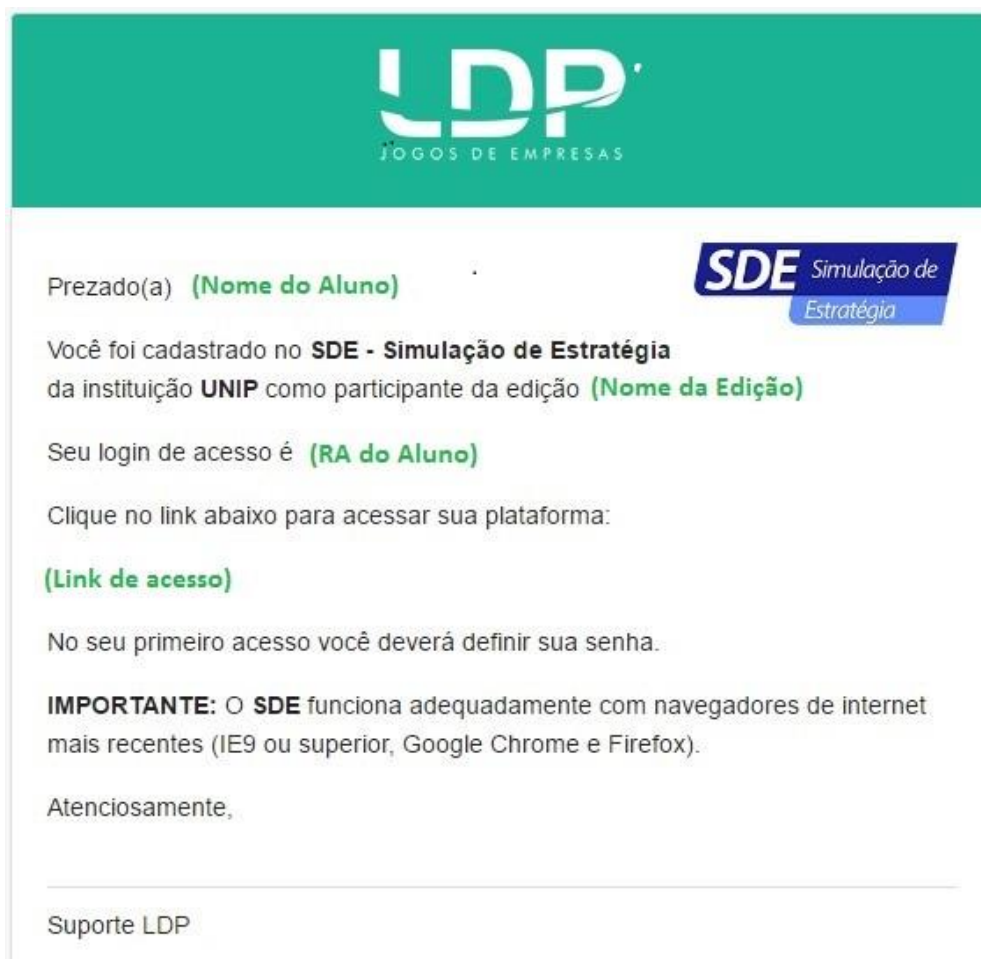 LDP
JOGOS DE EMPRESAS
SDE Simulação de
Estratégia
Prezado(a) (Nome do Aluno)
Você foi cadastrado no SDE - Simulação de Estratégia
da instituição UNIP como participante da edição (Nome da Edição)
Seu login de acesso é (RA do Aluno)
Clique no link abaixo para acessar sua plataforma:
(Link de acesso)
No seu primeiro acesso você deverá definir sua senha.
IMPORTANTE: O SDE funciona adequadamente com navegadores de internet
mais recentes (IE9 ou superior, Google Chrome e Firefox).
Atenciosamente,
Suporte LDP